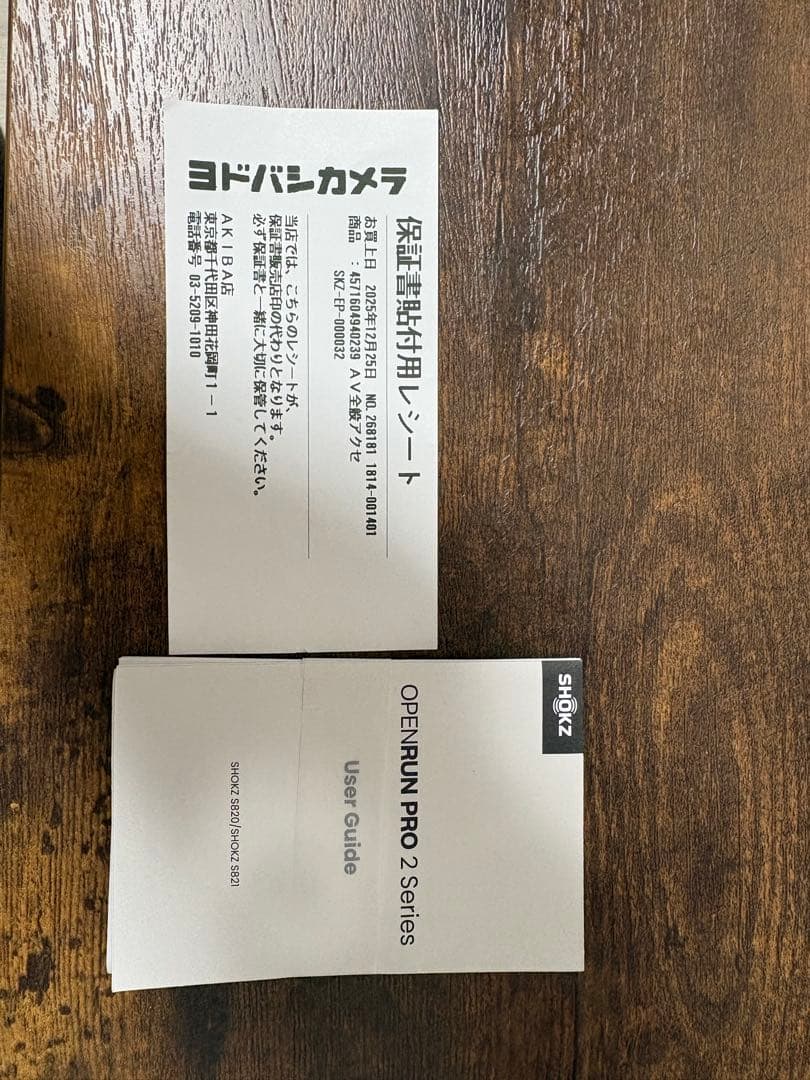 ヨドバシカメラ
保証書貼付用レシート
お買上日 2025年12月25日 NO.268181 1814-001401
商品 :4571604940239 AV全般アクセ
SKZ-EP-000032
当店では、こちらのレシートが、
保証書販売店印の代わりとなります。
必ず保証書と一緒に大切に保管してください。
AKIBA店
東京都千代田区神田花岡町1-1
電話番号 03-5209-1010
SHOKZ
OPENRUN PRO 2 Series
User Guide
SHOKZ S820/SHOKZ S821